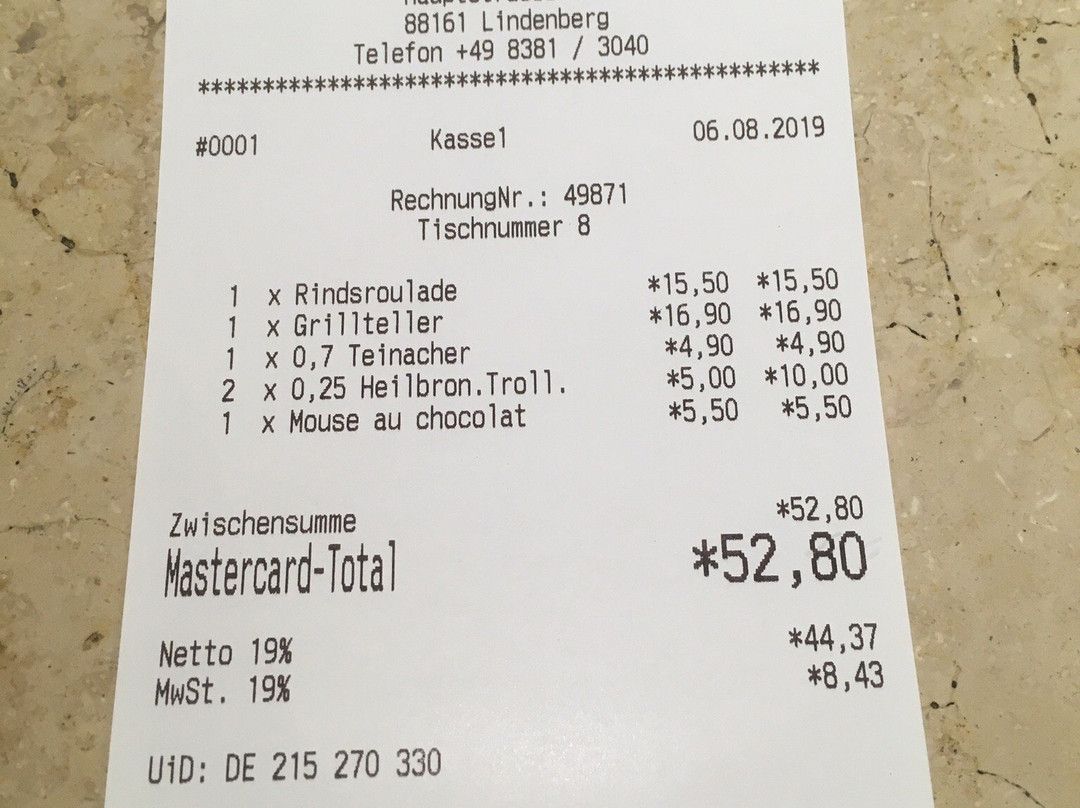 88161 Lindenberg
Telefon +49 8381 / 3040
************************************************
#0001 Kasse1 06.08.2019
RechnungNr.: 49871
Tischnummer 8
1 x Rindsroulade *15,50 *15,50
1 x Grillteller *16,90 *16,90
1 x 0,7 Teinacher *4,90 *4,90
2 x 0,25 Heilbron.Troll. *5,00 *10,00
1 x Mouse au chocolat *5,50 *5,50
Zwischensumme *52,80
Mastercard-Total *52,80
Netto 19% *44,37
MwSt. 19% *8,43
UiD: DE 215 270 330